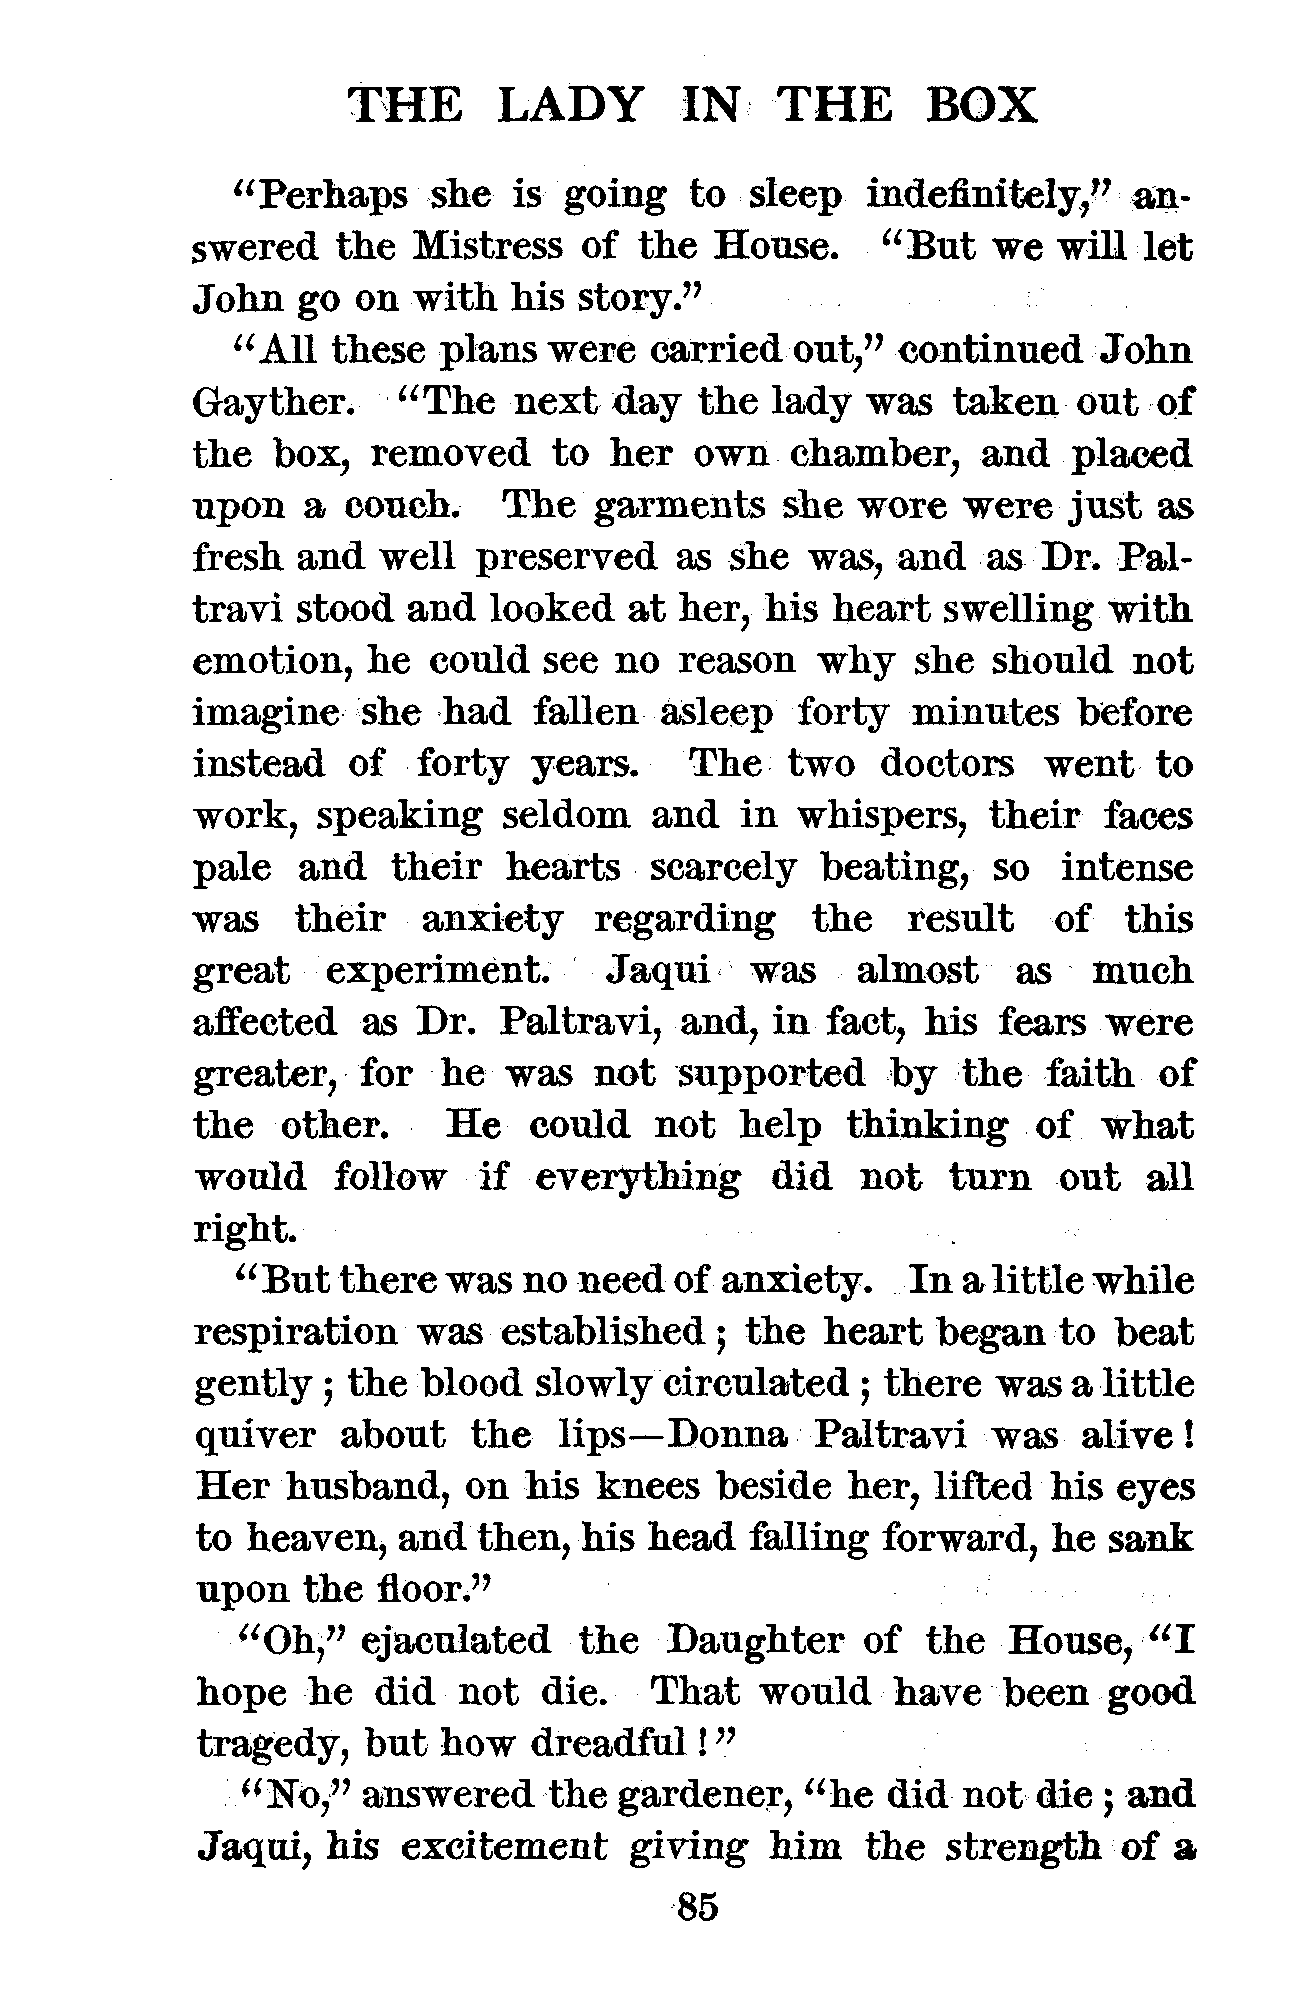 THE LADY IN THE BOX
“Perhaps she is going to sleep indefinitely,” an-
swered the Mistress of the House. “But we will let
John go on with his story.”
“All these plans were carried out,” continued John
Gayther. “The next day the lady was taken out of
the box, removed to her own chamber, and placed
upon a couch. The garments she wore were just as
fresh and well preserved as she was, and as Dr. Pal-
travi stood and looked at her, his heart swelling with
emotion, he could see no reason why she should not
imagine she had fallen asleep forty minutes before
instead of forty years. The two doctors went to
work, speaking seldom and in whispers, their faces
pale and their hearts scarcely beating, so intense
was their anxiety regarding the result of this
great experiment. Jaqui was almost as much
affected as Dr. Paltravi, and, in fact, his fears were
greater, for he was not supported by the faith of
the other. He could not help thinking of what
would follow if everything did not turn out all
right.
“But there was no need of anxiety. In a little while
respiration was established ; the heart began to beat
gently ; the blood slowly circulated ; there was a little
quiver about the lips—Donna Paltravi was alive !
Her husband, on his knees beside her, lifted his eyes
to heaven, and then, his head falling forward, he sank
upon the floor.”
“Oh,” ejaculated the Daughter of the House, “I
hope he did not die. That would have been good
tragedy, but how dreadful !”
“No,” answered the gardener, “he did not die ; and
Jaqui, his excitement giving him the strength of a
85